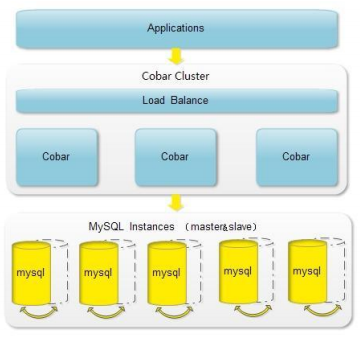 Applications
Cobar Cluster
Load Balance
Cobar Cobar Cobar
MySQL Instances （master&slave）
mysql mysql mysql mysql mysql